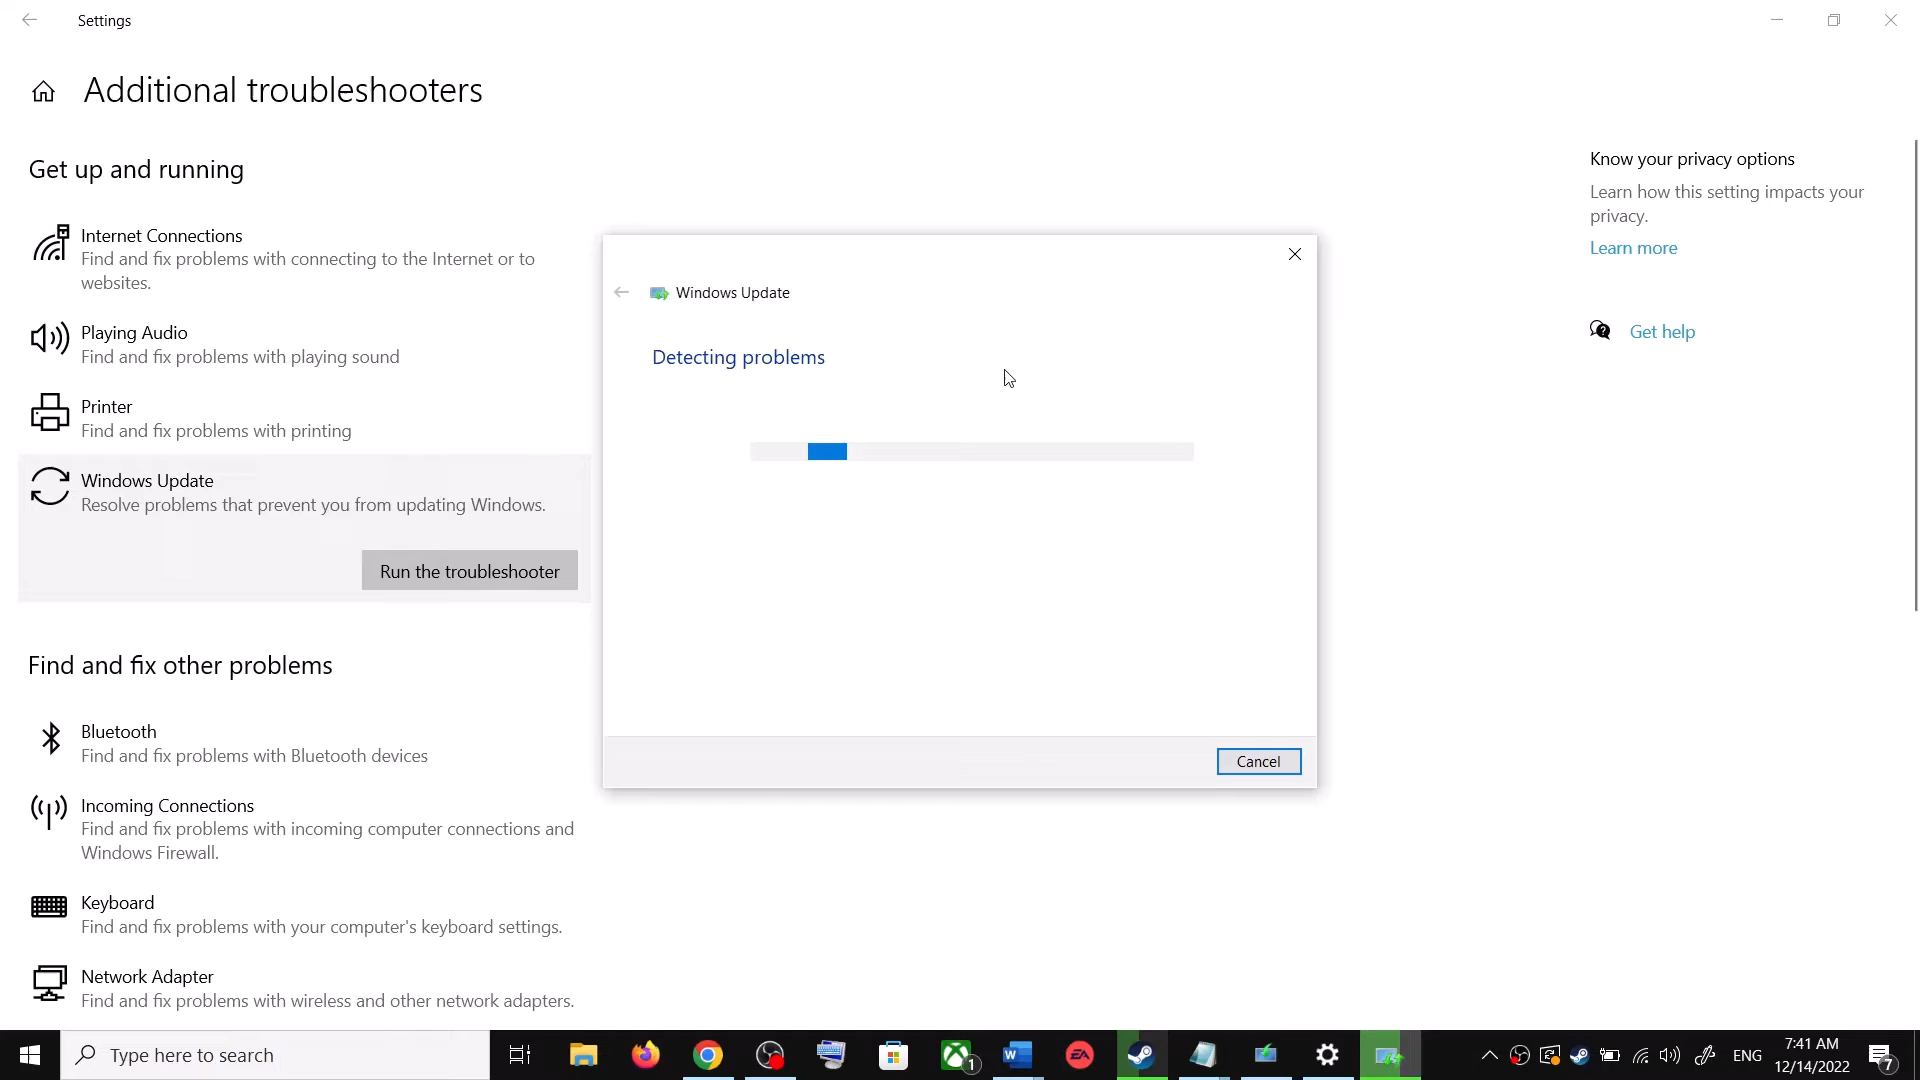 Settings
Additional troubleshooters
Get up and running
Internet Connections
Find and fix problems with connecting to the Internet or to
websites.
Playing Audio
Find and fix problems with playing sound
Printer
Find and fix problems with printing
Windows Update
Resolve problems that prevent you from updating Windows.
Run the troubleshooter
Find and fix other problems
Bluetooth
Find and fix problems with Bluetooth devices
Incoming Connections
Find and fix problems with incoming computer connections and
Windows Firewall.
Keyboard
Find and fix problems with your computer's keyboard settings.
Network Adapter
Find and fix problems with wireless and other network adapters.
Windows Update
Detecting problems
Cancel
Know your privacy options
Learn how this setting impacts your
privacy.
Learn more
Get help
Type here to search
1
W
EA
ENG
7:41 AM
12/14/2022
7